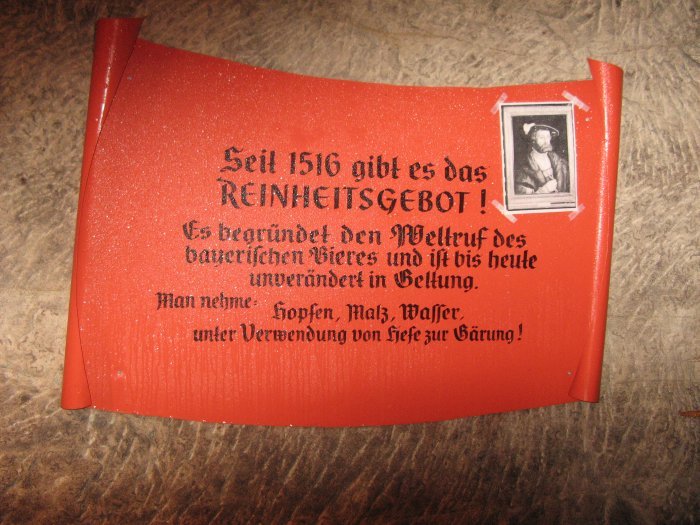 Seit 1516 gibt es das
REINHEITSGEBOT!
Es begründet den Weltruf des
bayerischen Bieres und ist bis heute
unverändert in Geltung.
Man nehme: Hopfen, Malz, Wasser,
unter Verwendung von Hefe zur Gärung!